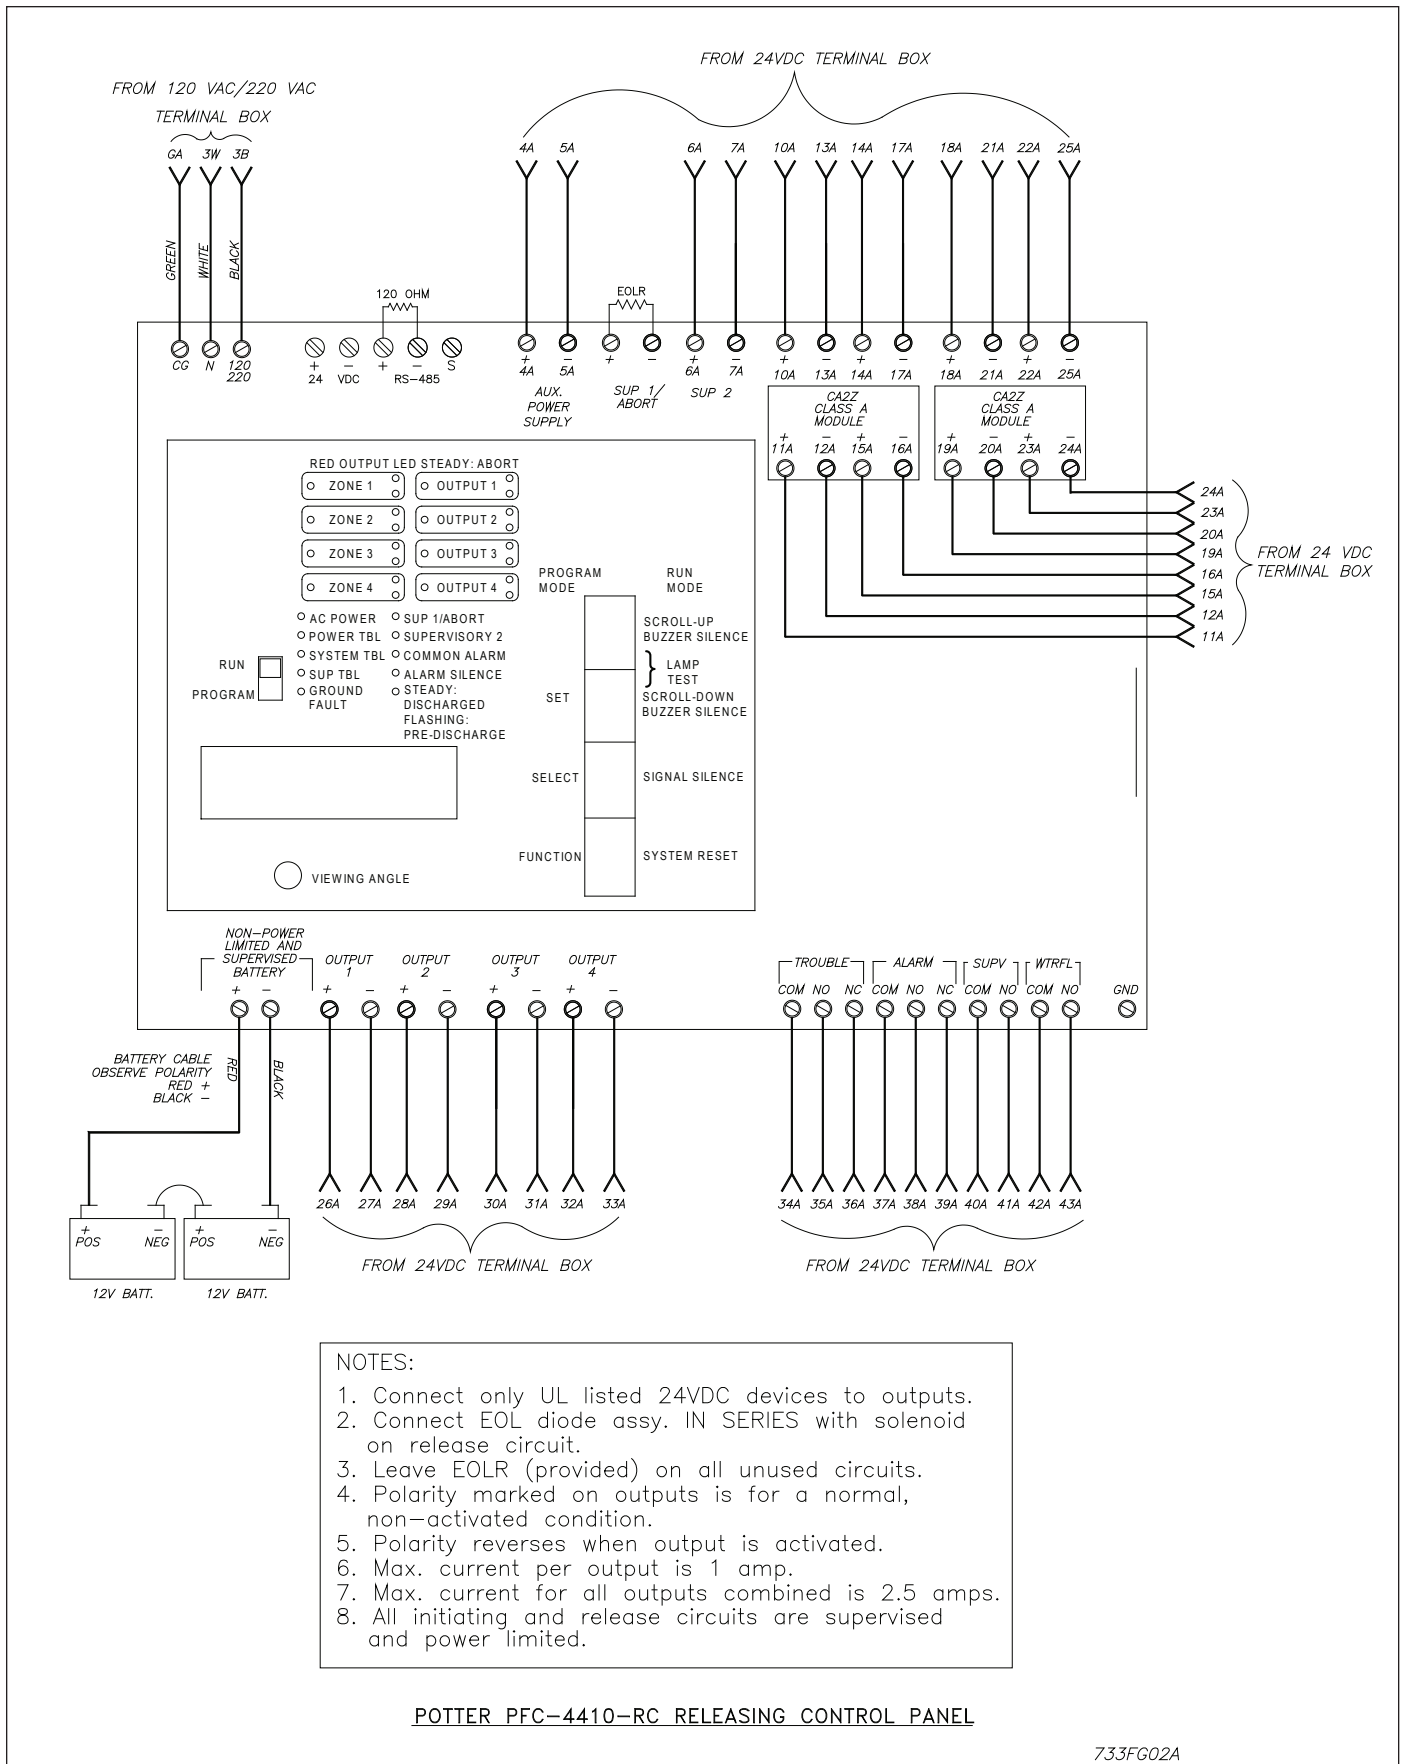 FROM 24VDC TERMINAL BOX
FROM 120 VAC/220 VAC
TERMINAL BOX
GA 3W 3B
4A 5A 6A 7A 10A 13A 14A 17A 18A 21A 22A 25A
GREEN
WHITE
BLACK
120 OHM
EOLR
CG N 120
220
+ − + − S
24 VDC RS-485
+ − + − + − + − + − + − + −
4A 5A 6A 7A 10A 13A 14A 17A 18A 21A 22A 25A
AUX.
POWER
SUPPLY
SUP 1/
ABORT
SUP 2
CA2Z
CLASS A
MODULE
+ − + −
11A 12A 15A 16A
CA2Z
CLASS A
MODULE
+ − + −
19A 20A 23A 24A
24A
23A
20A
19A
16A
15A
12A
11A
FROM 24 VDC
TERMINAL BOX
RED OUTPUT LED STEADY: ABORT
ZONE 1 OUTPUT 1
ZONE 2 OUTPUT 2
ZONE 3 OUTPUT 3
ZONE 4 OUTPUT 4
AC POWER SUP 1/ABORT
POWER TBL SUPERVISORY 2
SYSTEM TBL COMMON ALARM
SUP TBL ALARM SILENCE
GROUND
FAULT
STEADY:
DISCHARGED
FLASHING:
PRE-DISCHARGE
RUN
PROGRAM
PROGRAM
MODE
RUN
MODE
SCROLL-UP
BUZZER SILENCE
LAMP
TEST
SET
SCROLL-DOWN
BUZZER SILENCE
SELECT SIGNAL SILENCE
FUNCTION SYSTEM RESET
VIEWING ANGLE
NON-POWER
LIMITED AND
SUPERVISED
BATTERY
+ −
OUTPUT
1
+ −
OUTPUT
2
+ −
OUTPUT
3
+ −
OUTPUT
4
+ −
TROUBLE ALARM SUPV WTRFL
COM NO NC COM NO NC COM NO COM NO GND
BATTERY CABLE
OBSERVE POLARITY
RED +
BLACK −
RED
BLACK
26A 27A 28A 29A 30A 31A 32A 33A
34A 35A 36A 37A 38A 39A 40A 41A 42A 43A
+ − + −
POS NEG POS NEG
12V BATT. 12V BATT.
FROM 24VDC TERMINAL BOX
FROM 24VDC TERMINAL BOX
NOTES:
1. Connect only UL listed 24VDC devices to outputs.
2. Connect EOL diode assy. IN SERIES with solenoid
on release circuit.
3. Leave EOLR (provided) on all unused circuits.
4. Polarity marked on outputs is for a normal,
non-activated condition.
5. Polarity reverses when output is activated.
6. Max. current per output is 1 amp.
7. Max. current for all outputs combined is 2.5 amps.
8. All initiating and release circuits are supervised
and power limited.
POTTER PFC-4410-RC RELEASING CONTROL PANEL
733FG02A